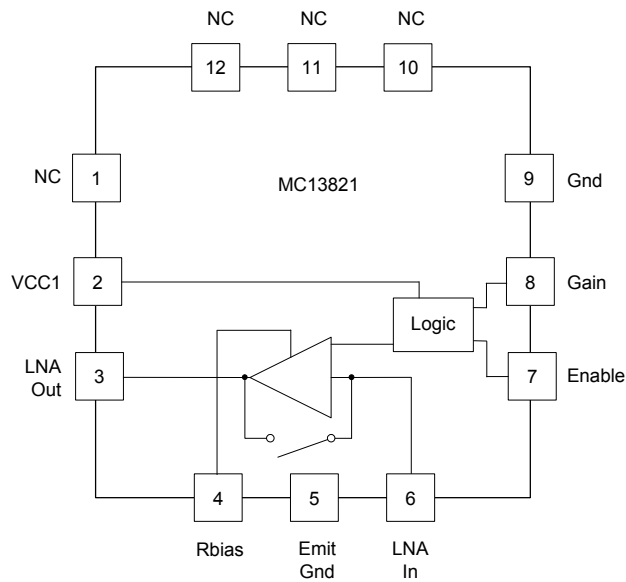 NC
NC
NC
12
11
10
NC
1
MC13821
9
Gnd
VCC1
2
8
Gain
Logic
LNA
Out
3
7
Enable
4
5
6
Rbias
Emit
Gnd
LNA
In